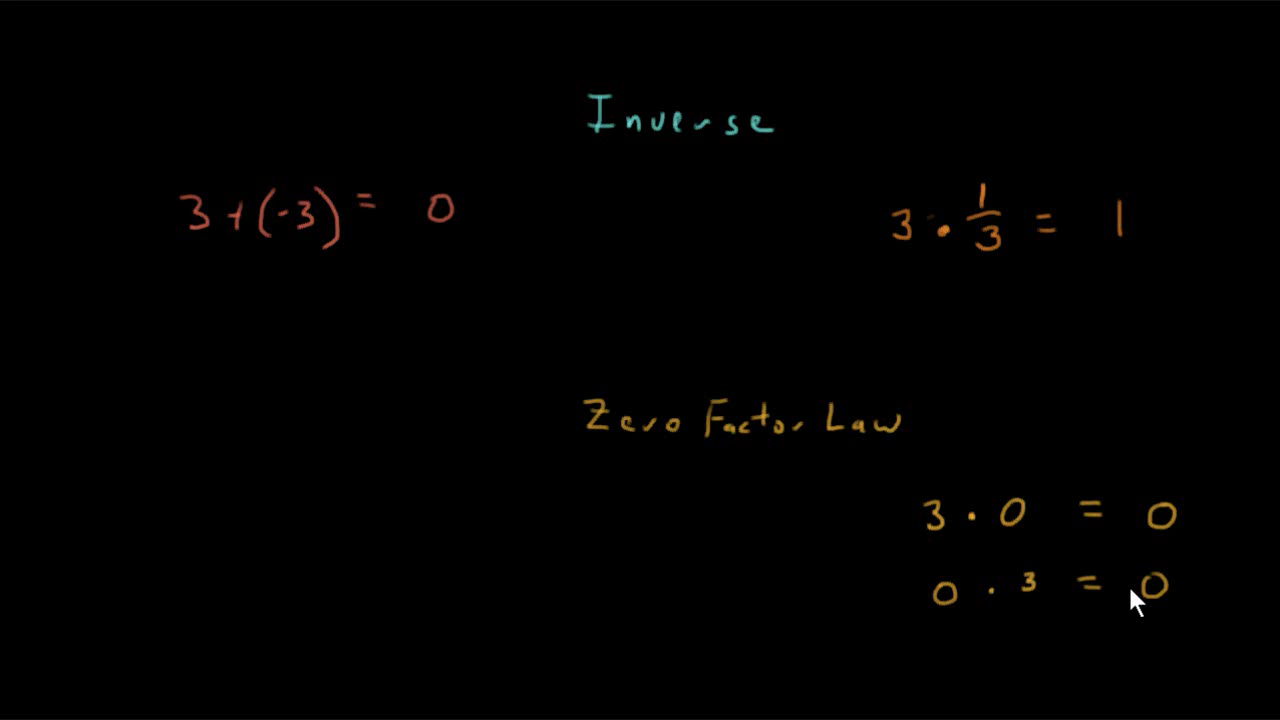 Inverse
3 + (-3) = 0
3 · 1/3 = 1
Zero Factor Law
3 · 0 = 0
0 · 3 = 0